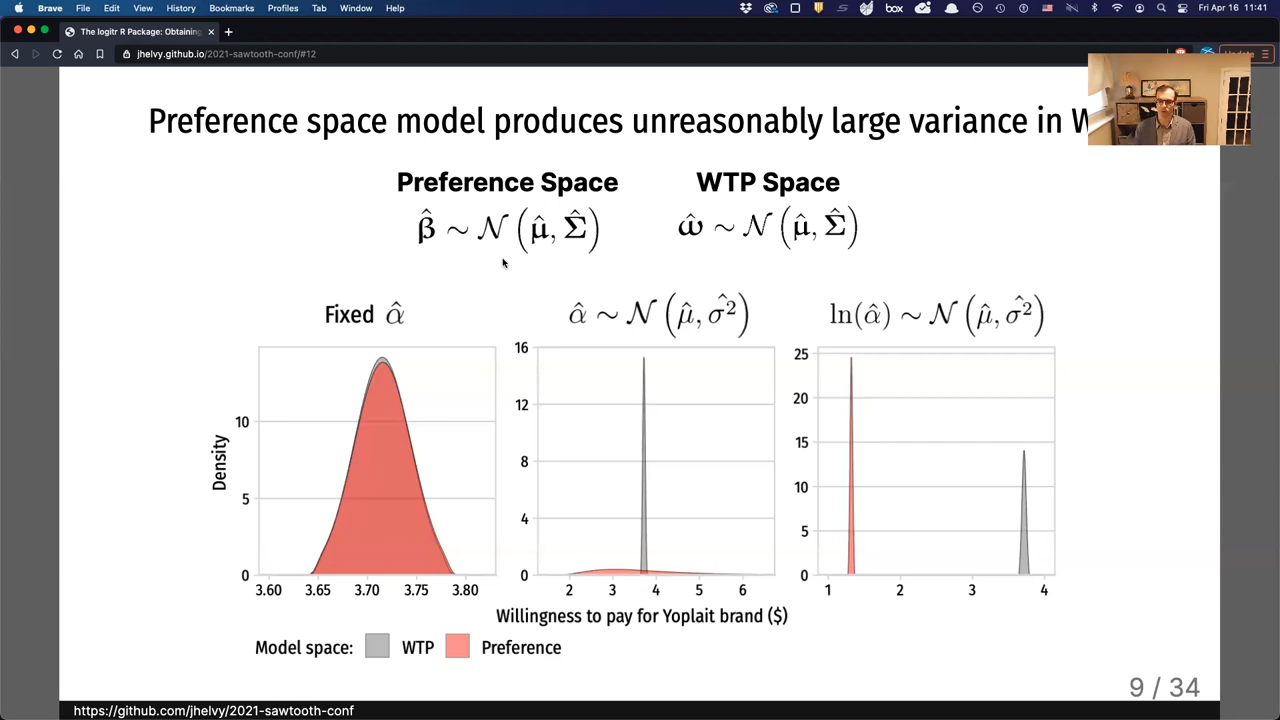 Brave File Edit View History Bookmarks Profiles Tab Window Help box Fri Apr 16 11:41
The logitr R Package: Obtaining
jhelvy.github.io/2021-sawtooth-conf/#12
Update
Preference space model produces unreasonably large variance in W
Preference Space WTP Space
β̂ ~ N (μ̂, Σ̂) ω̂ ~ N (μ̂, Σ̂)
Fixed α̂ α̂ ~ N (μ̂, σ̂²) ln(α̂) ~ N (μ̂, σ̂²)
16 25
12 20
10 15
8 10
5 4 5
0 0 0
Density
3.60 3.65 3.70 3.75 3.80 2 3 4 5 6 1 2 3 4
Willingness to pay for Yoplait brand ($)
Model space: WTP Preference
9 / 34
https://github.com/jhelvy/2021-sawtooth-conf